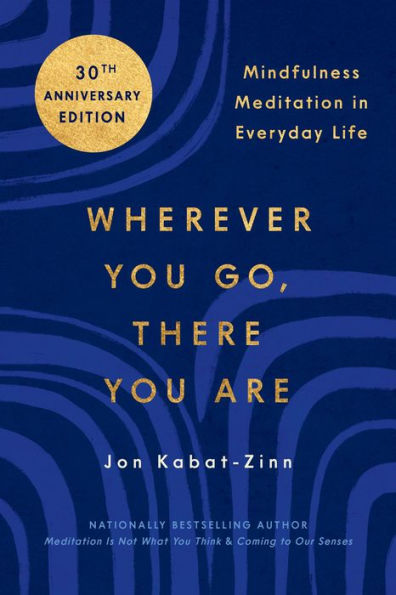 30TH
ANNIVERSARY
EDITION
Mindfulness
Meditation in
Everyday Life
WHEREVER
YOU GO,
THERE
YOU ARE
Jon Kabat-Zinn
NATIONALLY BESTSELLING AUTHOR
Meditation Is Not What You Think & Coming to Our Senses